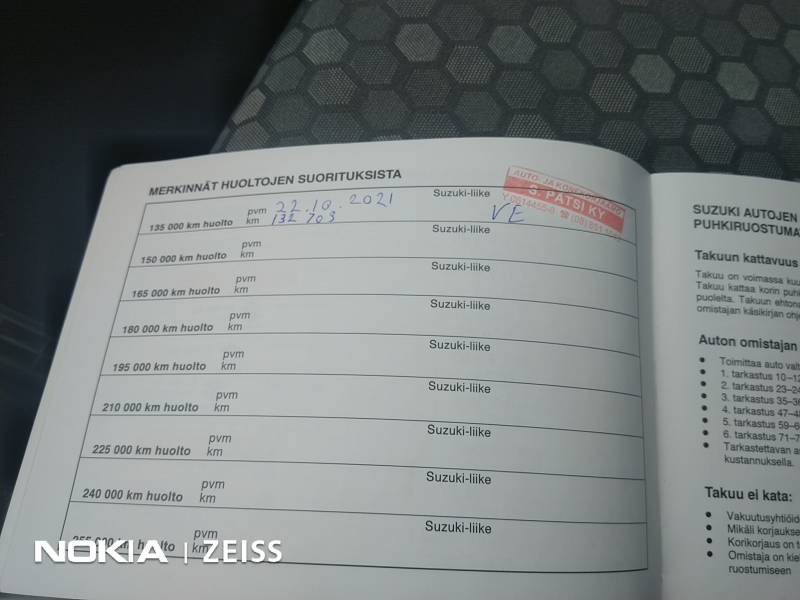 MERKINNÄT HUOLTOJEN SUORITUKSISTA
135 000 km huolto pvm 22.10.2021 Suzuki-liike
km 132 703 VE
AUTO- JA
S. PATSI KY
150 000 km huolto pvm Suzuki-liike
km
165 000 km huolto pvm Suzuki-liike
km
180 000 km huolto pvm Suzuki-liike
km
195 000 km huolto pvm Suzuki-liike
km
210 000 km huolto pvm Suzuki-liike
km
225 000 km huolto pvm Suzuki-liike
km
240 000 km huolto pvm Suzuki-liike
km
km huolto pvm Suzuki-liike
km
SUZUKI AUTOJEN
Takuun kattavuus
Takuu on voimassa
Takuu kattaa korin
puolelta. Takuun
omistajan käsikirjan
Auton omistajan
• Toimittaa auto
• 1. tarkastus
• 2. tarkastus
• 3. tarkastus
• 4. tarkastus
• 5. tarkastus
• 6. tarkastus
• Tarkastettavan
kustannuksella.
Takuu ei kata:
•
• Mikäli
• Korikorjaus on
• Omistaja on
ruostumiseen
NOKIA | ZEISS